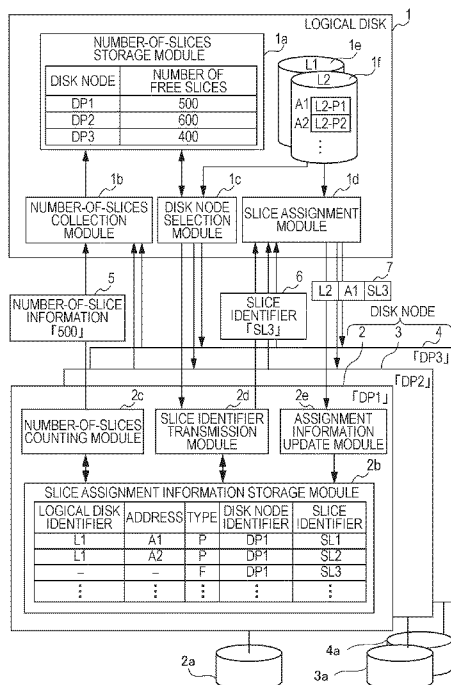 LOGICAL DISK
1
NUMBER-OF-SLICES STORAGE MODULE
1a
DISK NODE NUMBER OF FREE SLICES
DP1 500
DP2 600
DP3 400
L1
1e
L2
1f
A1 L2-P1
A2 L2-P2
⋮
1b
NUMBER-OF-SLICES COLLECTION MODULE
1c
DISK NODE SELECTION MODULE
1d
SLICE ASSIGNMENT MODULE
5
NUMBER-OF-SLICE INFORMATION 「500」
6
SLICE IDENTIFIER 「SL3」
7
L2 A1 SL3
DISK NODE
2 3 4
「DP3」
「DP2」
「DP1」
2c
NUMBER-OF-SLICES COUNTING MODULE
2d
SLICE IDENTIFIER TRANSMISSION MODULE
2e
ASSIGNMENT INFORMATION UPDATE MODULE
2b
SLICE ASSIGNMENT INFORMATION STORAGE MODULE
LOGICAL DISK IDENTIFIER ADDRESS TYPE DISK NODE IDENTIFIER SLICE IDENTIFIER
L1 A1 P DP1 SL1
L1 A2 P DP1 SL2
– – F DP1 SL3
⋮ ⋮ ⋮ ⋮ ⋮
2a
4a
3a